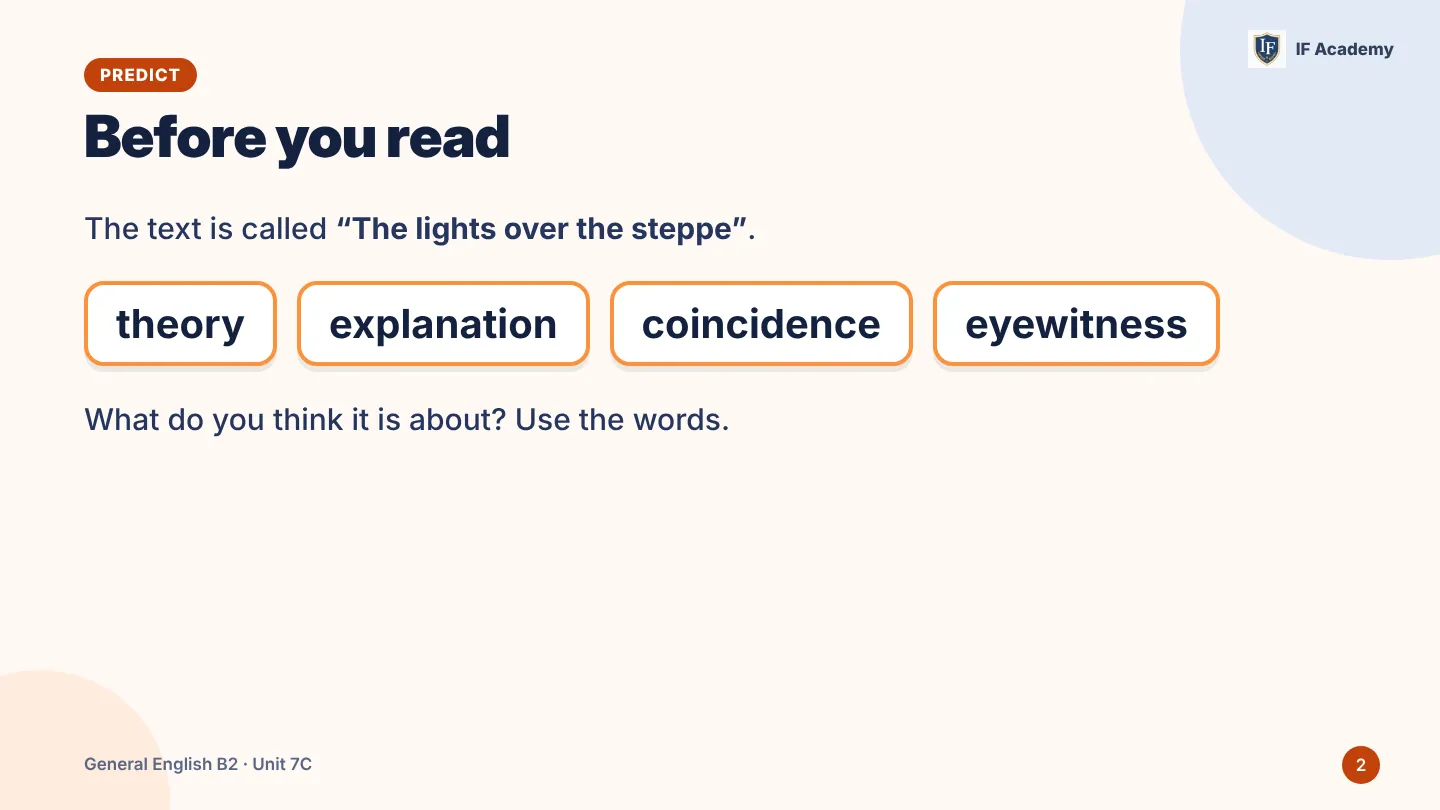 IF
IF Academy
PREDICT
Before you read
The text is called “The lights over the steppe”.
theory explanation coincidence eyewitness
What do you think it is about? Use the words.
General English B2 · Unit 7C
2